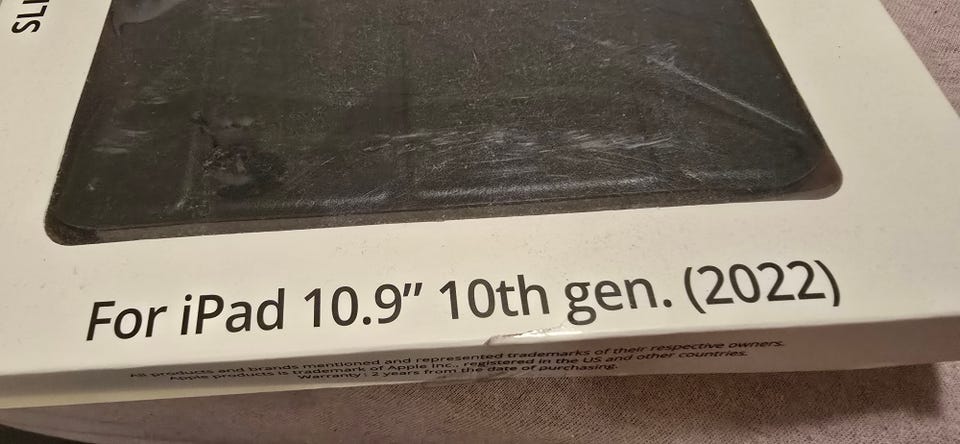 SLI
For iPad 10.9” 10th gen. (2022)
All products and brands mentioned and represented trademarks of their respective owners.
Apple products is trademark of Apple Inc., registered in the US and other countries.
Warranty : 2 years from the date of purchasing.